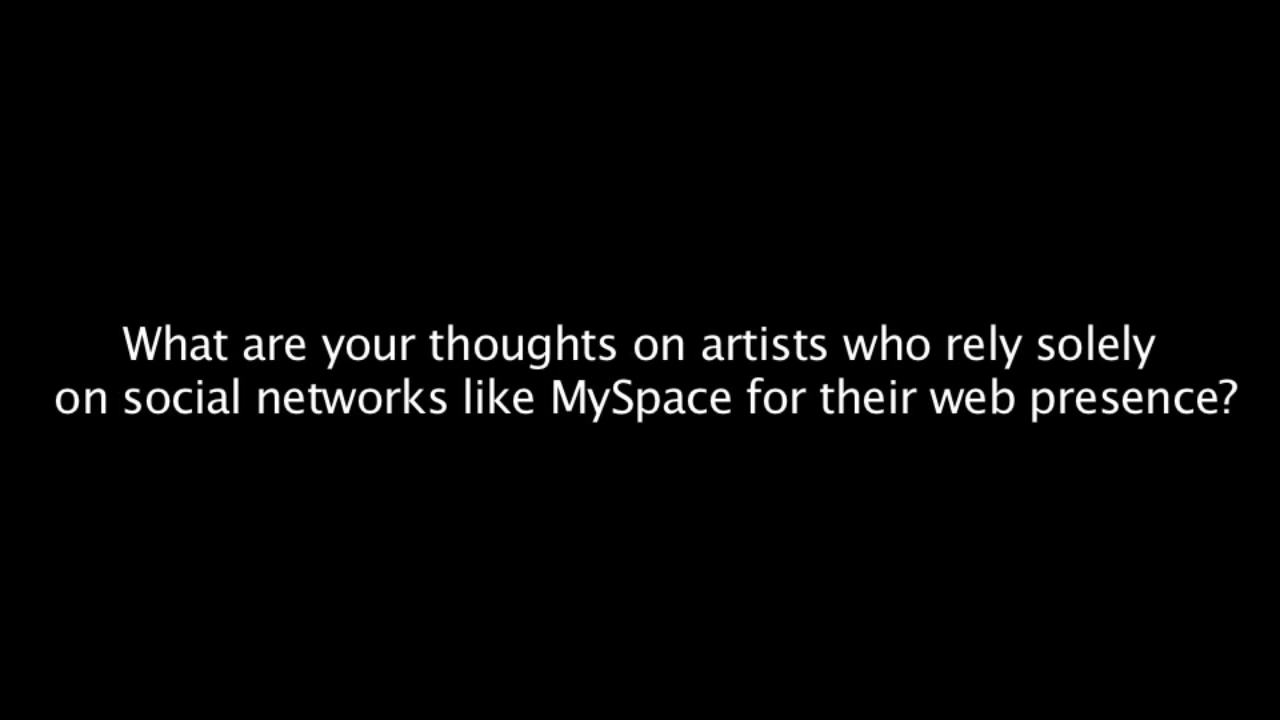 What are your thoughts on artists who rely solely
on social networks like MySpace for their web presence?